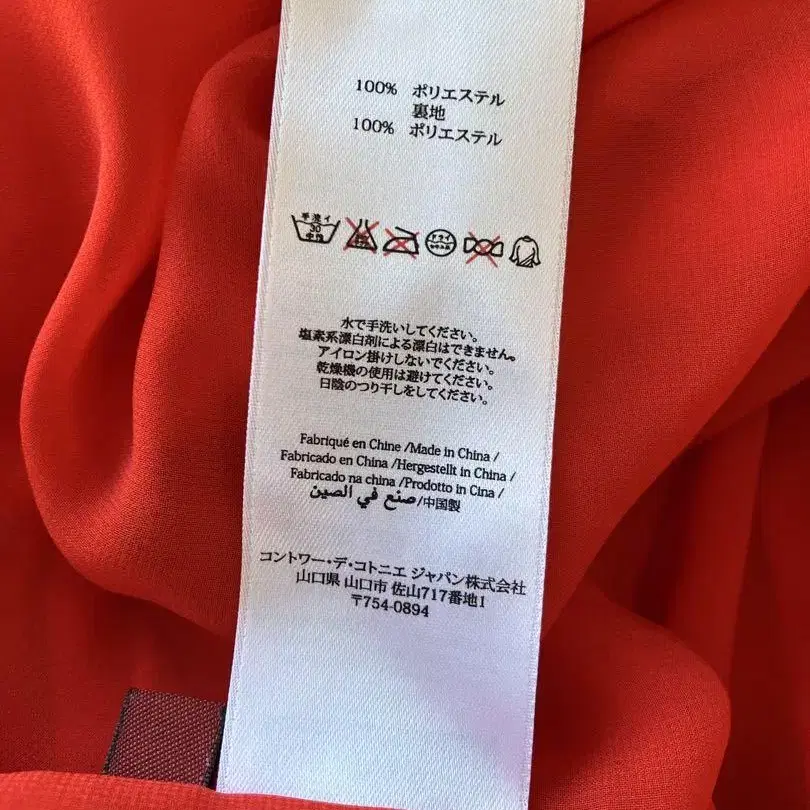 100% ポリエステル
裏地
100% ポリエステル
手洗イ
30
中性
水で手洗いしてください。
塩素系漂白剤による漂白はできません。
アイロン掛けしないでください。
乾燥機の使用は避けてください。
日陰のつり干しをしてください。
Fabriqué en Chine /Made in China /
Fabricado en China /Hergestellt in China /
Fabricado na china /Prodotto in Cina /
صنع في الصين/中国製
コントワー・デ・コトニエ ジャパン株式会社
山口県 山口市 佐山717番地1
〒754-0894